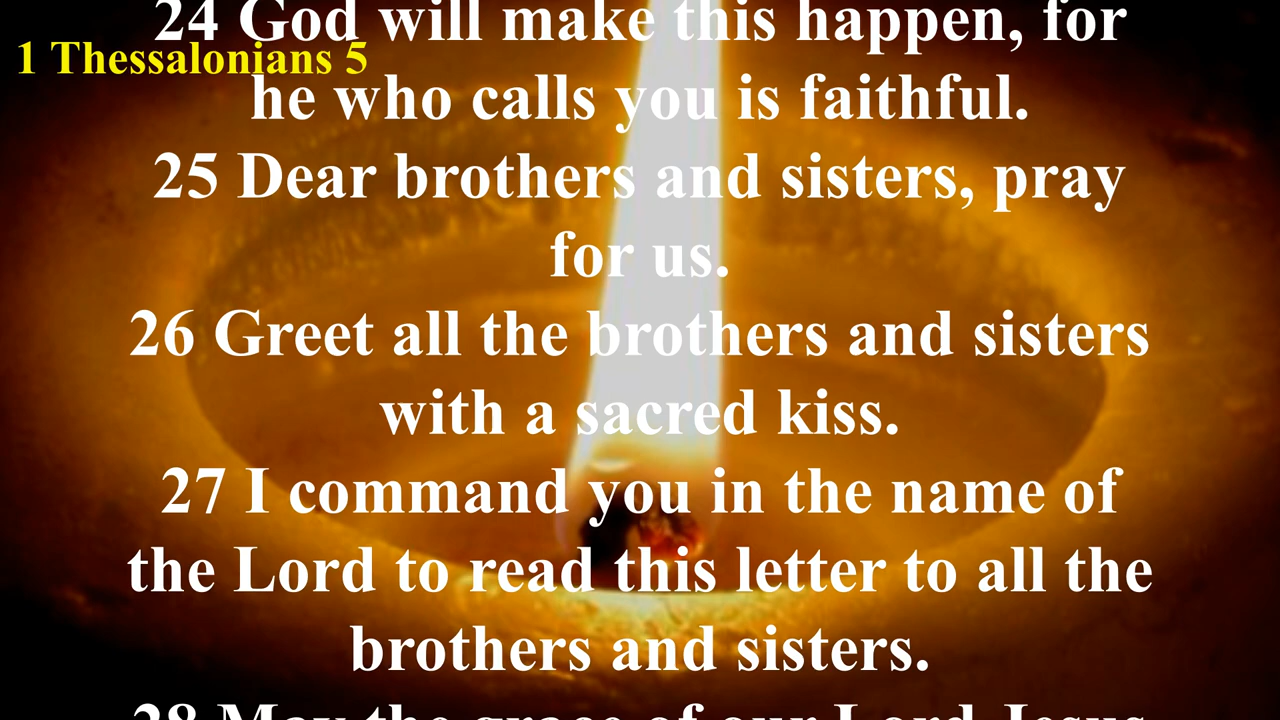 24 God will make this happen, for
1 Thessalonians 5
he who calls you is faithful.
25 Dear brothers and sisters, pray
for us.
26 Greet all the brothers and sisters
with a sacred kiss.
27 I command you in the name of
the Lord to read this letter to all the
brothers and sisters.
28 May the grace of our Lord Jesus